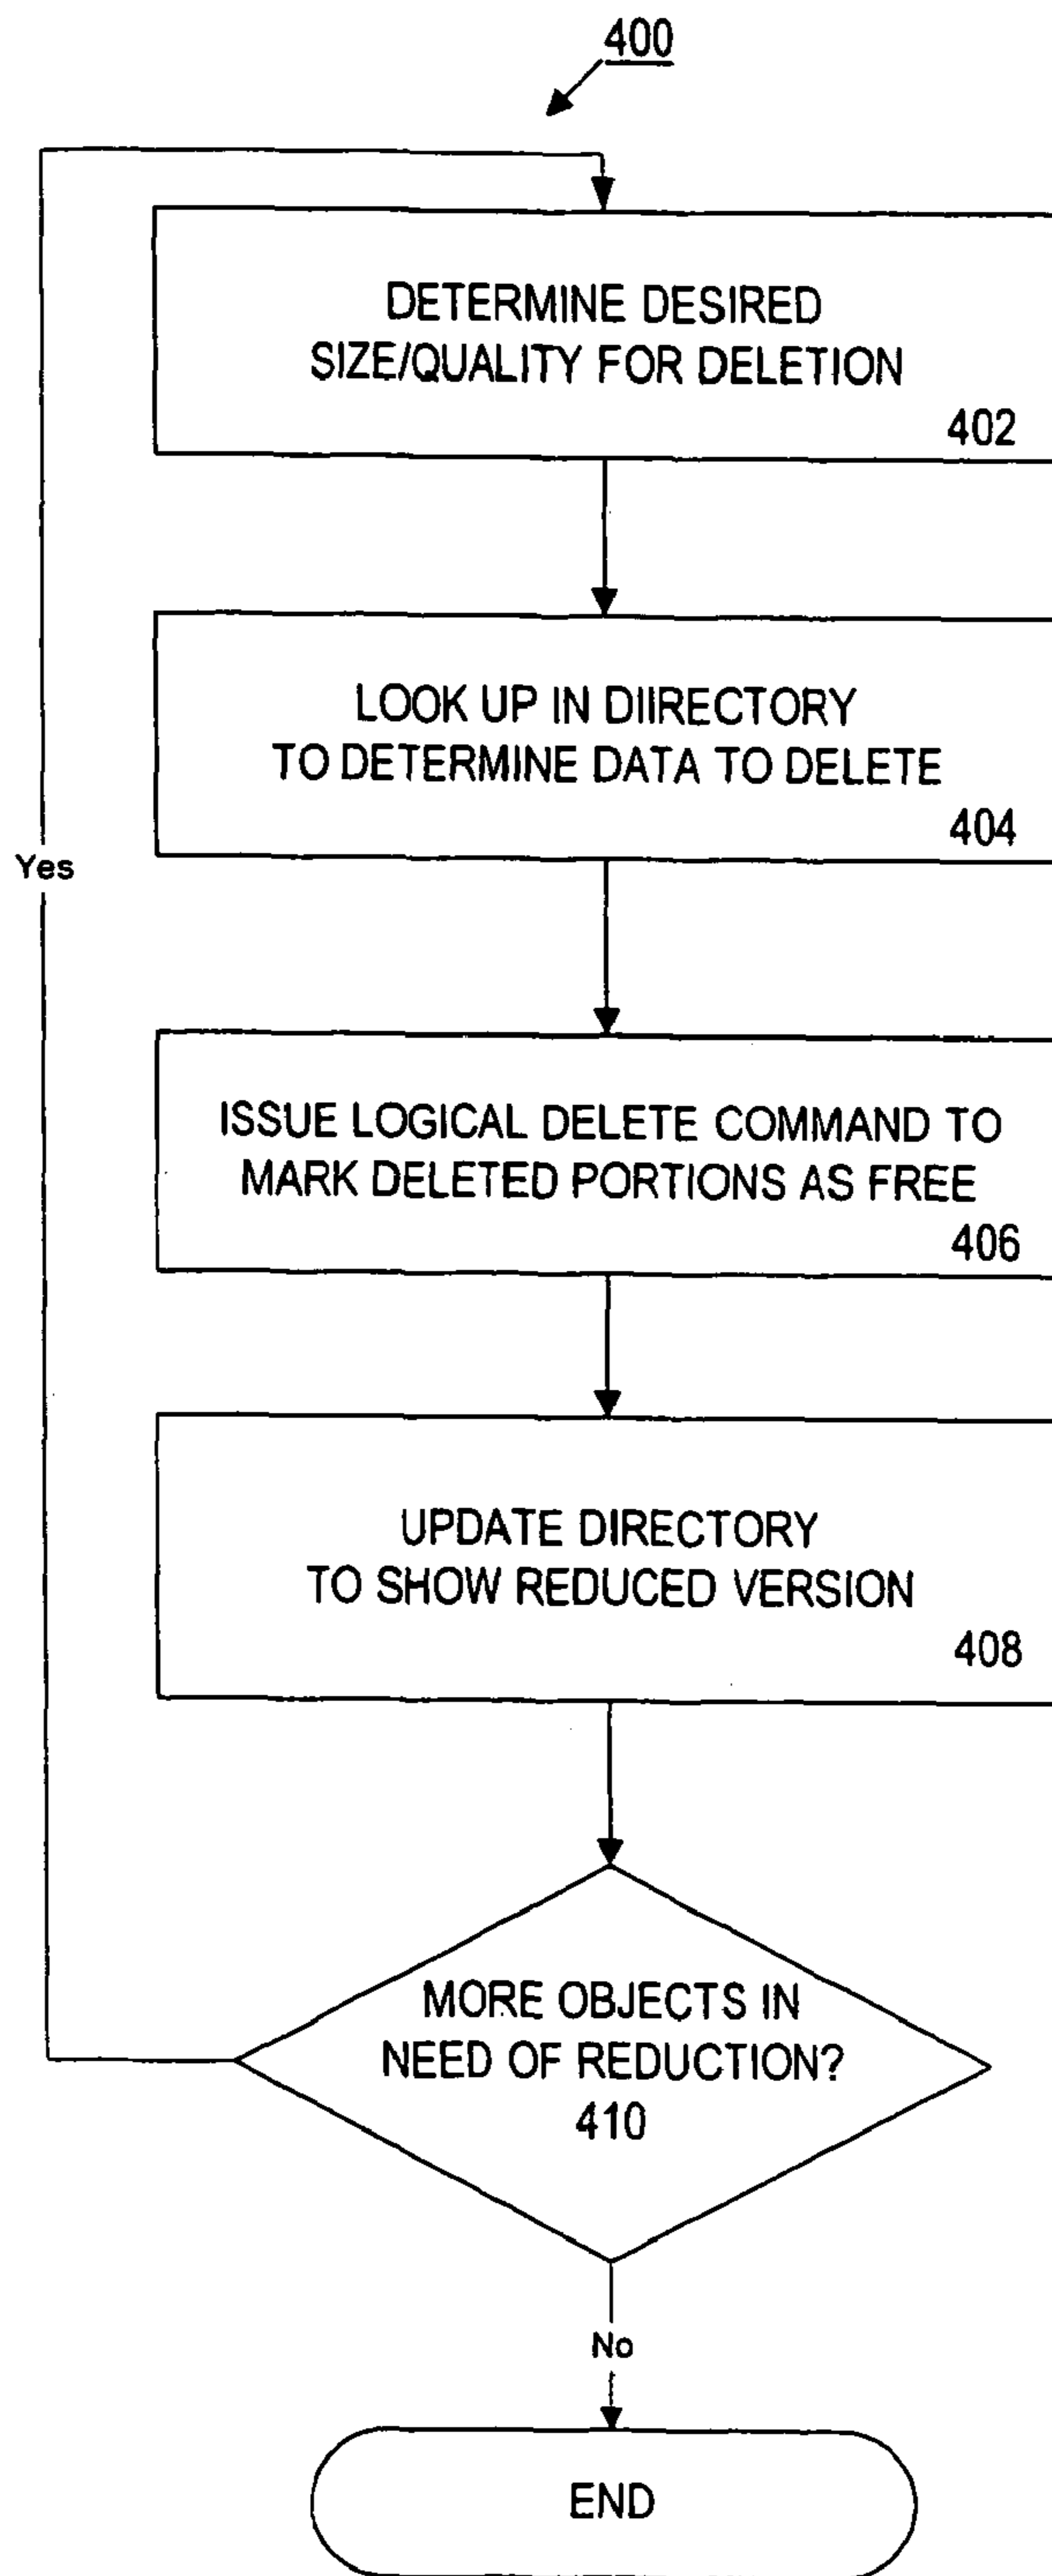 400
DETERMINE DESIRED
SIZE/QUALITY FOR DELETION
402
LOOK UP IN DIIRECTORY
TO DETERMINE DATA TO DELETE
404
Yes
ISSUE LOGICAL DELETE COMMAND TO
MARK DELETED PORTIONS AS FREE
406
UPDATE DIRECTORY
TO SHOW REDUCED VERSION
408
MORE OBJECTS IN
NEED OF REDUCTION?
410
No
END